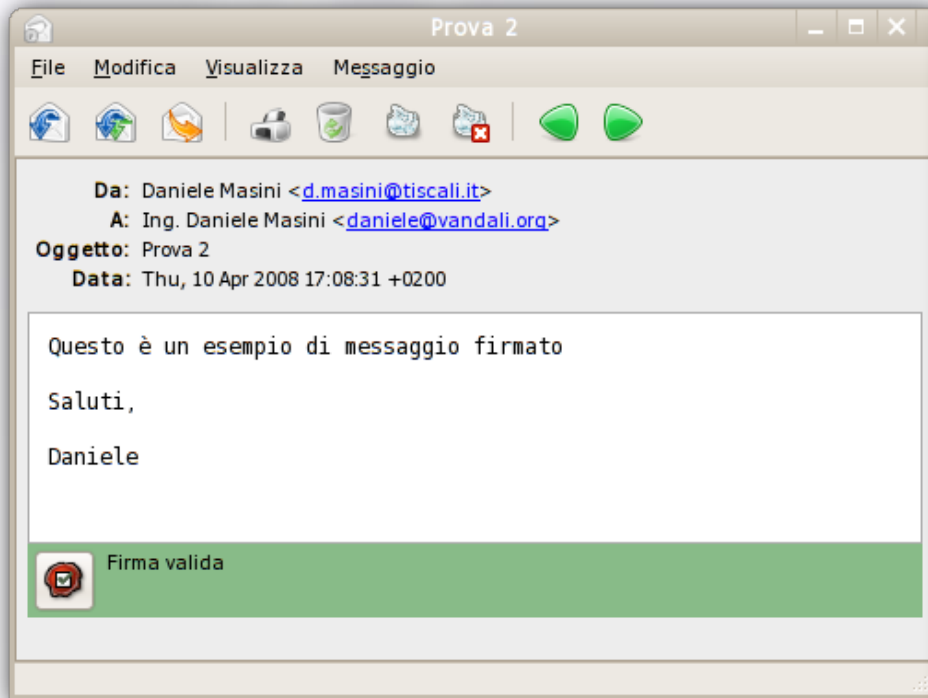 Prova 2
File Modifica Visualizza Messaggio
Da: Daniele Masini <d.masini@tiscali.it>
A: Ing. Daniele Masini <daniele@vandali.org>
Oggetto: Prova 2
Data: Thu, 10 Apr 2008 17:08:31 +0200
Questo è un esempio di messaggio firmato
Saluti,
Daniele
Firma valida